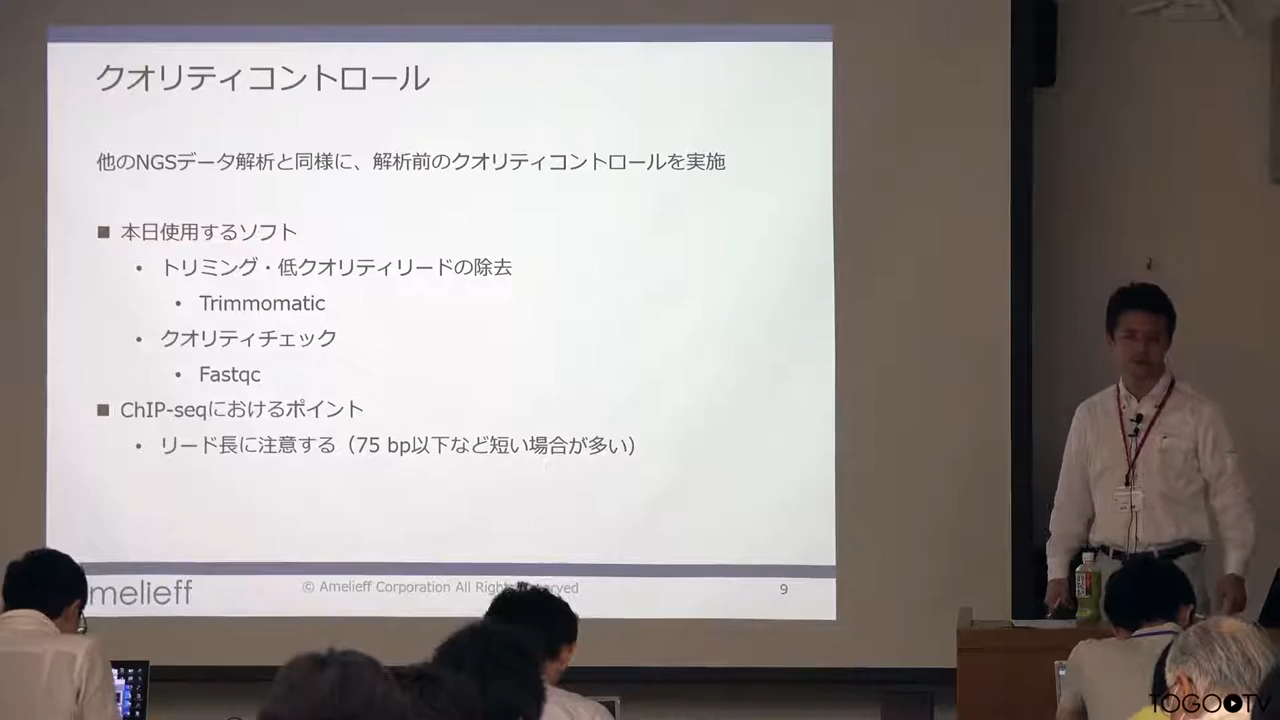 クオリティコントロール
他のNGSデータ解析と同様に、解析前のクオリティコントロールを実施
■ 本日使用するソフト
• トリミング・低クオリティリードの除去
• Trimmomatic
• クオリティチェック
• Fastqc
■ ChIP-seqにおけるポイント
• リード長に注意する（75 bp以下など短い場合が多い）
melieff
© Amelieff Corporation All Rights Reserved
9
TOGOTV